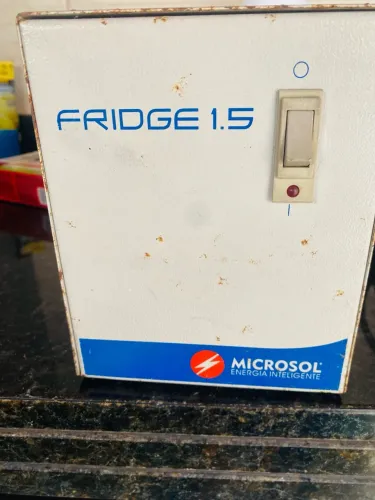 O
FRIDGE 1.5
I
MICROSOL
ENERGIA INTELIGENTE